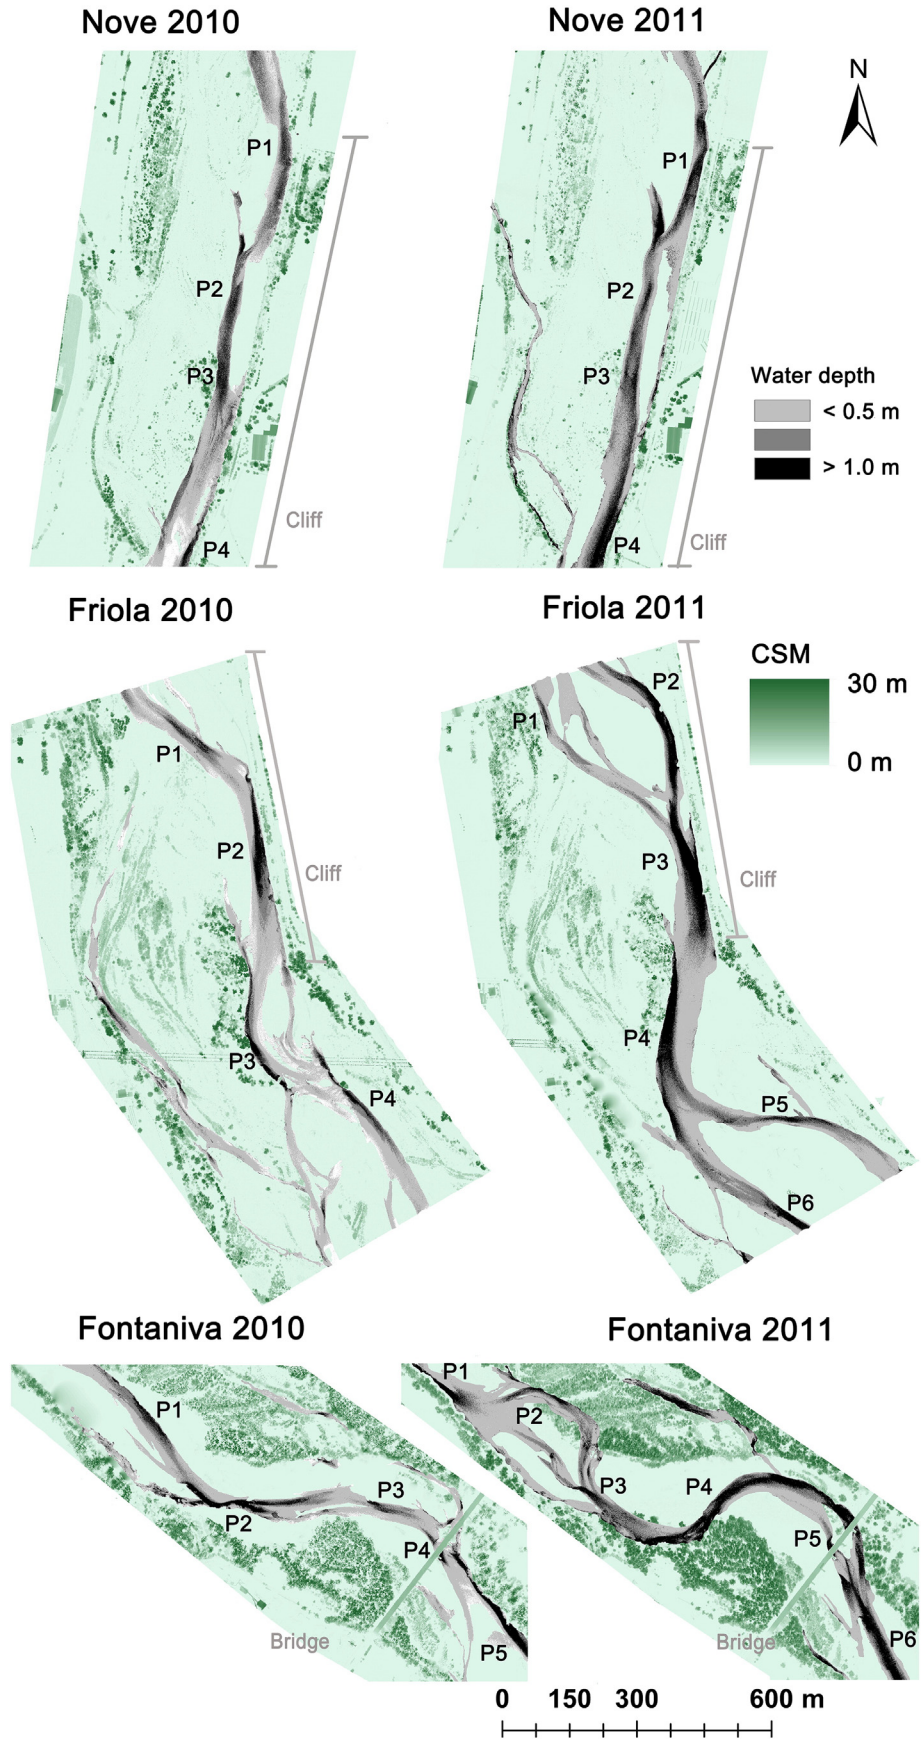 Nove 2010
Nove 2011
N
P1
P1
P2
P2
P3
P3
Water depth
< 0.5 m
> 1.0 m
Cliff
Cliff
P4
P4
Friola 2010
Friola 2011
CSM
30 m
0 m
P1
P2
P1
P2
P3
Cliff
Cliff
P3
P4
P4
P5
P6
Fontaniva 2010
Fontaniva 2011
P1
P2
P3
P4
P5
Bridge
P1
P2
P3
P4
P5
P6
Bridge
0 150 300 600 m